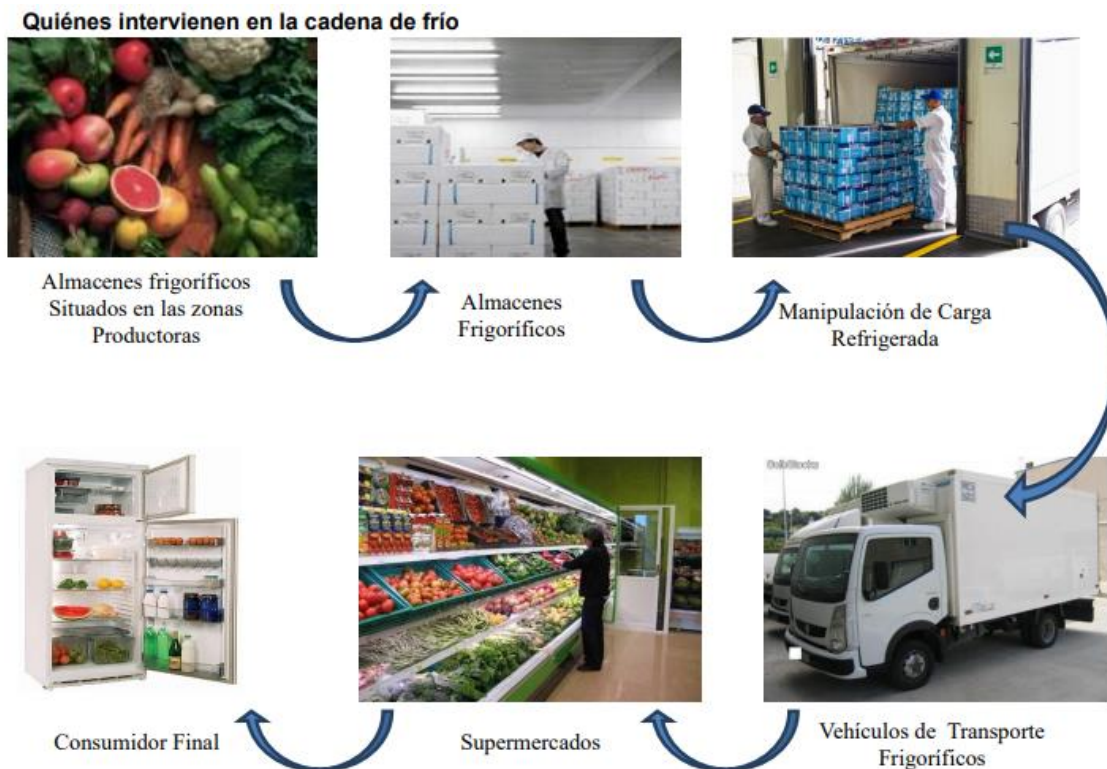 Quiénes intervienen en la cadena de frío
Almacenes frigoríficos
Situados en las zonas
Productoras
Almacenes
Frigoríficos
Manipulación de Carga
Refrigerada
Vehículos de Transporte
Frigoríficos
Supermercados
Consumidor Final